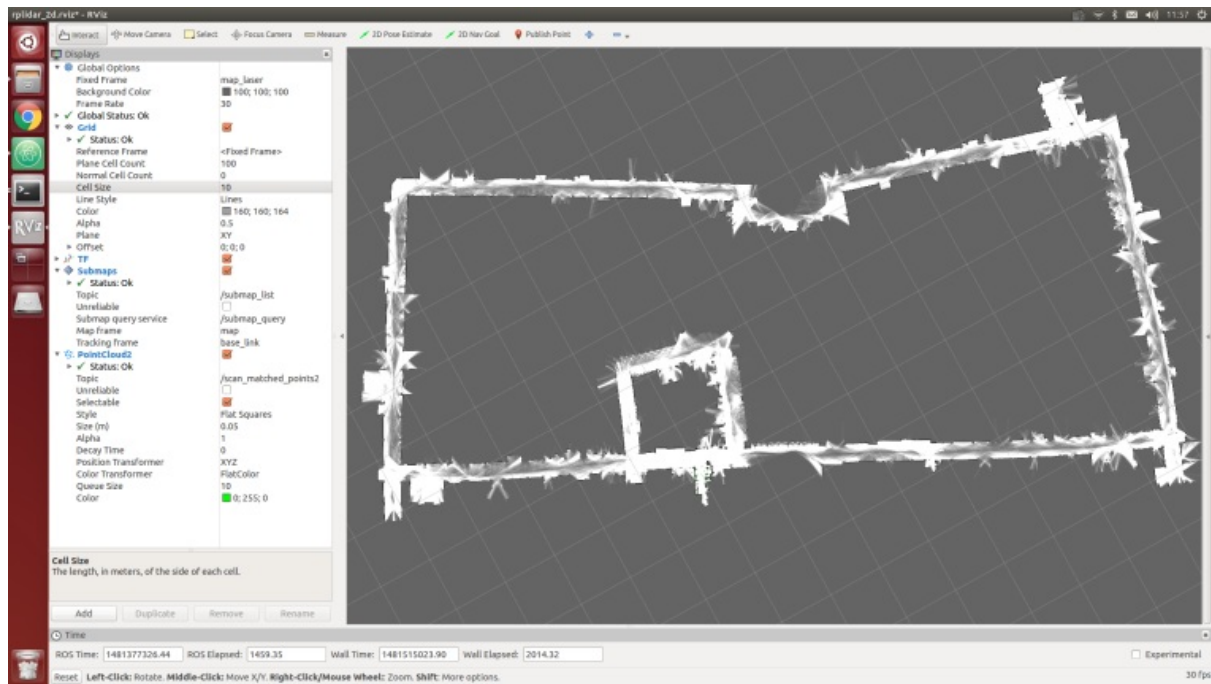 rplidar_2d.rviz* - RViz
11:57
Interact Move Camera Select Focus Camera Measure 2D Pose Estimate 2D Nav Goal Publish Point
Displays
Global Options
Fixed Frame map_laser
Background Color 100; 100; 100
Frame Rate 30
Global Status: Ok
Grid
Status: Ok
Reference Frame <Fixed Frame>
Plane Cell Count 100
Normal Cell Count 0
Cell Size 10
Line Style Lines
Color 160; 160; 164
Alpha 0.5
Plane XY
Offset 0; 0; 0
TF
Submaps
Status: Ok
Topic /submap_list
Unreliable
Submap query service /submap_query
Map frame map
Tracking frame base_link
PointCloud2
Status: Ok
Topic /scan_matched_points2
Unreliable
Selectable
Style Flat Squares
Size (m) 0.05
Alpha 1
Decay Time 0
Position Transformer XYZ
Color Transformer FlatColor
Queue Size 10
Color 0; 255; 0
Cell Size
The length, in meters, of the side of each cell.
Add Duplicate Remove Rename
Time
ROS Time: 1481377326.44 ROS Elapsed: 1459.35 Wall Time: 1481515023.90 Wall Elapsed: 2014.32 Experimental
Reset Left-Click: Rotate. Middle-Click: Move X/Y. Right-Click/Mouse Wheel: Zoom. Shift: More options. 30 fps
RViz